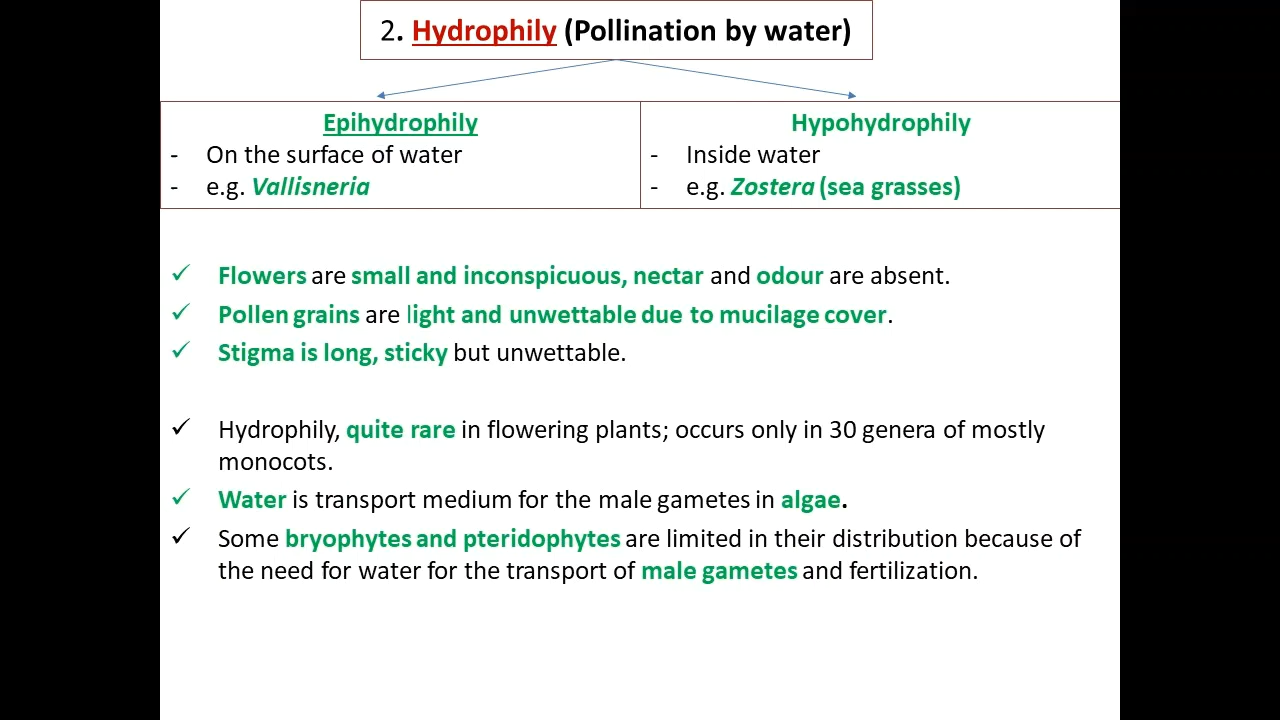 2. Hydrophily (Pollination by water)
Epihydrophily
- On the surface of water
- e.g. Vallisneria
Hypohydrophily
- Inside water
- e.g. Zostera (sea grasses)
✓ Flowers are small and inconspicuous, nectar and odour are absent.
✓ Pollen grains are light and unwettable due to mucilage cover.
✓ Stigma is long, sticky but unwettable.
✓ Hydrophily, quite rare in flowering plants; occurs only in 30 genera of mostly
monocots.
✓ Water is transport medium for the male gametes in algae.
✓ Some bryophytes and pteridophytes are limited in their distribution because of
the need for water for the transport of male gametes and fertilization.